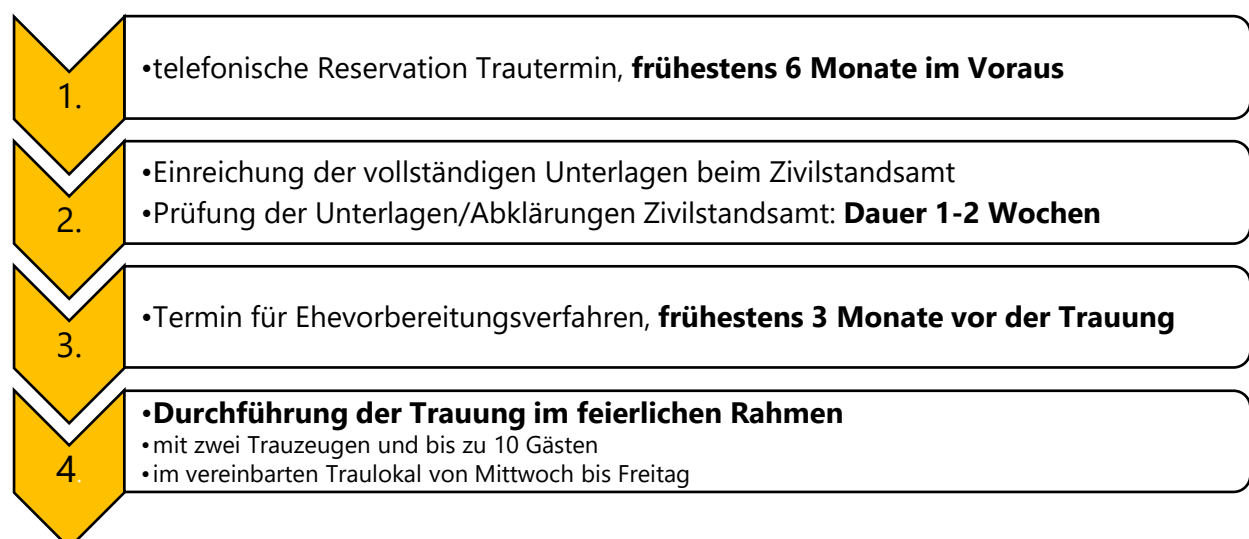 1.
•telefonische Reservation Trautermin, frühestens 6 Monate im Voraus
2.
•Einreichung der vollständigen Unterlagen beim Zivilstandsamt
•Prüfung der Unterlagen/Abklärungen Zivilstandsamt: Dauer 1-2 Wochen
3.
•Termin für Ehevorbereitungsverfahren, frühestens 3 Monate vor der Trauung
4.
•Durchführung der Trauung im feierlichen Rahmen
•mit zwei Trauzeugen und bis zu 10 Gästen
•im vereinbarten Traulokal von Mittwoch bis Freitag